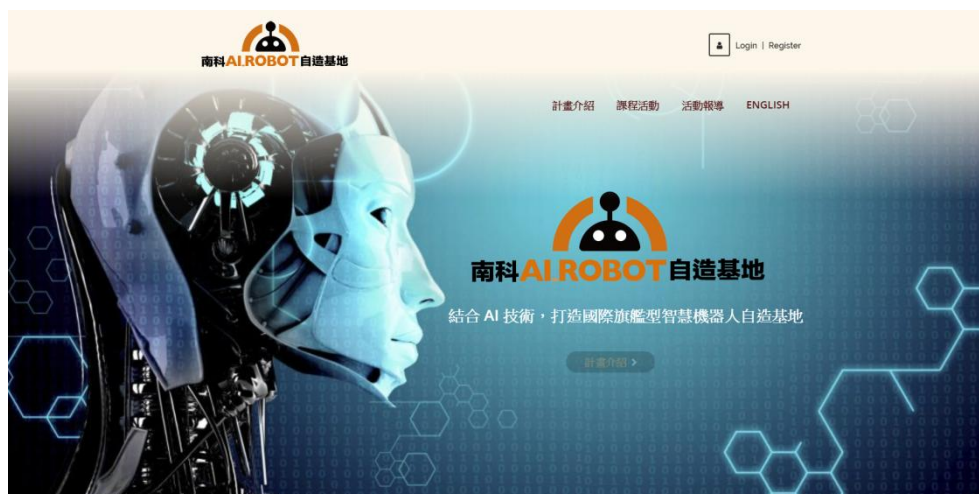 南科AI.ROBOT自造基地
Login | Register
計畫介紹 課程活動 活動報導 ENGLISH
南科AI.ROBOT自造基地
結合 AI 技術，打造國際旗艦型智慧機器人自造基地
計畫介紹 >